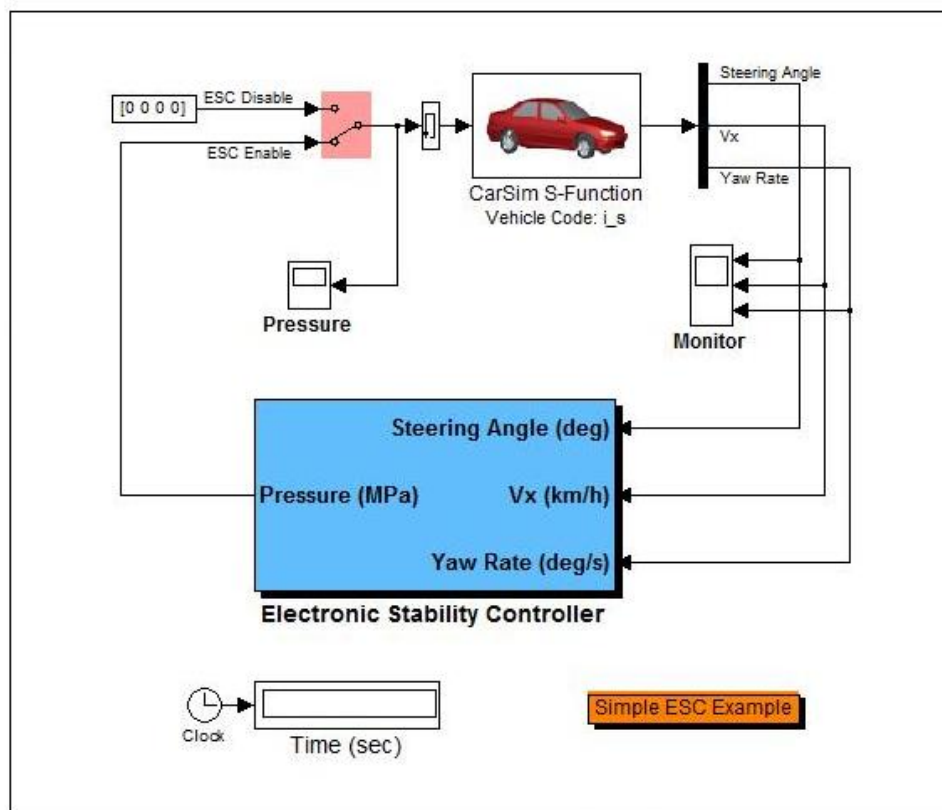 Steering Angle
ESC Disable
[0 0 0 0]
Vx
ESC Enable
Yaw Rate
CarSim S-Function
Vehicle Code: i_s
Pressure
Monitor
Steering Angle (deg)
Pressure (MPa)
Vx (km/h)
Yaw Rate (deg/s)
Electronic Stability Controller
Simple ESC Example
Clock
Time (sec)